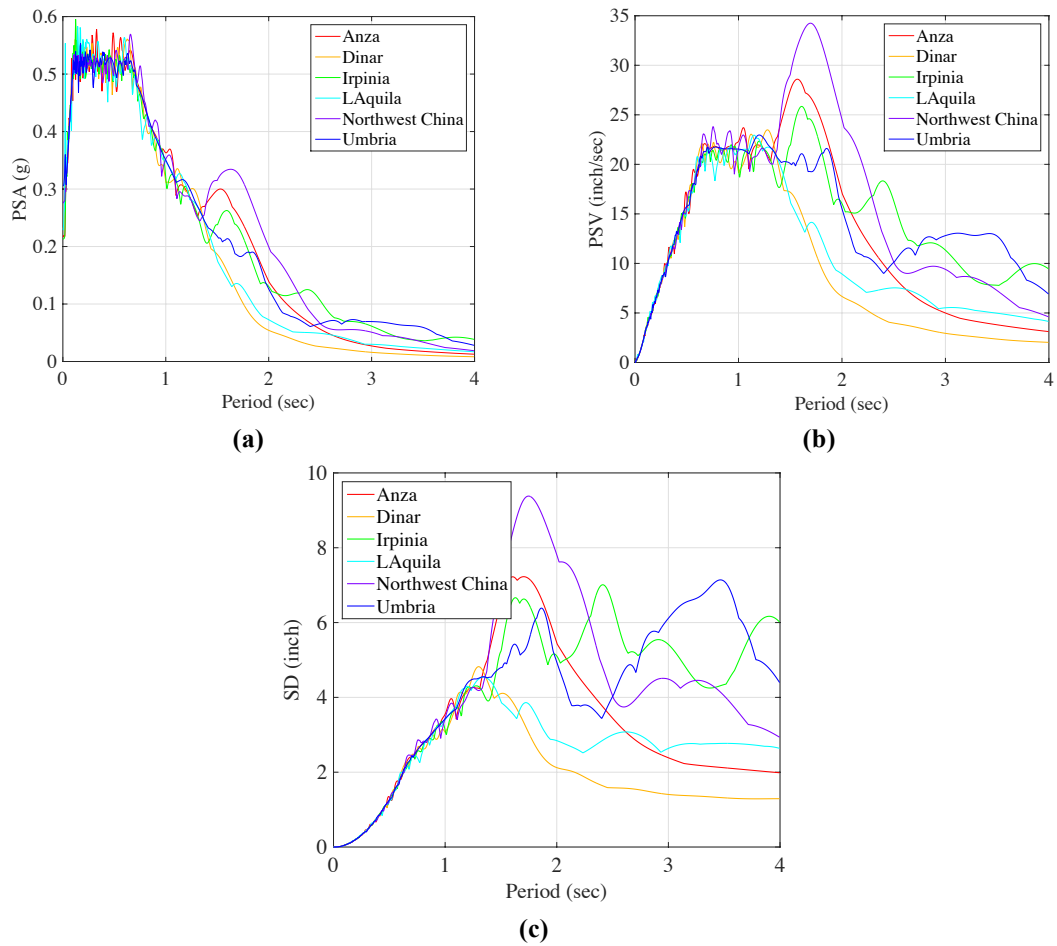 0.6
0.5
0.4
0.3
0.2
0.1
0
PSA (g)
Anza
Dinar
Irpinia
LAquila
Northwest China
Umbria
0 1 2 3 4
Period (sec)
(a)
35
30
25
20
15
10
5
0
PSV (inch/sec)
Anza
Dinar
Irpinia
LAquila
Northwest China
Umbria
0 1 2 3 4
Period (sec)
(b)
10
8
6
4
2
0
SD (inch)
Anza
Dinar
Irpinia
LAquila
Northwest China
Umbria
0 1 2 3 4
Period (sec)
(c)